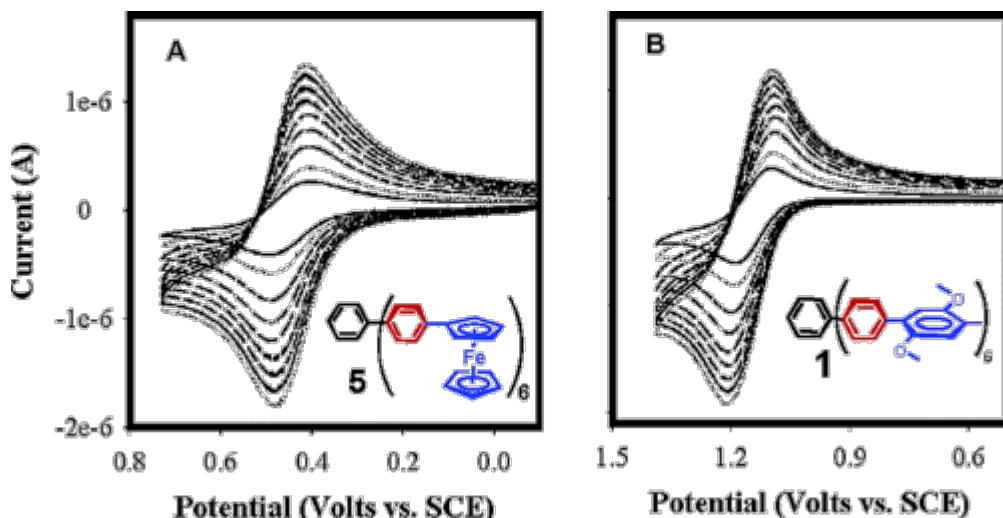 A
B
Current (A)
1e-6
0
-1e-6
-2e-6
5
Fe
6
1
O
O
6
0.8
0.6
0.4
0.2
0.0
1.5
1.2
0.9
0.6
Potential (Volts vs. SCE)
Potential (Volts vs. SCE)